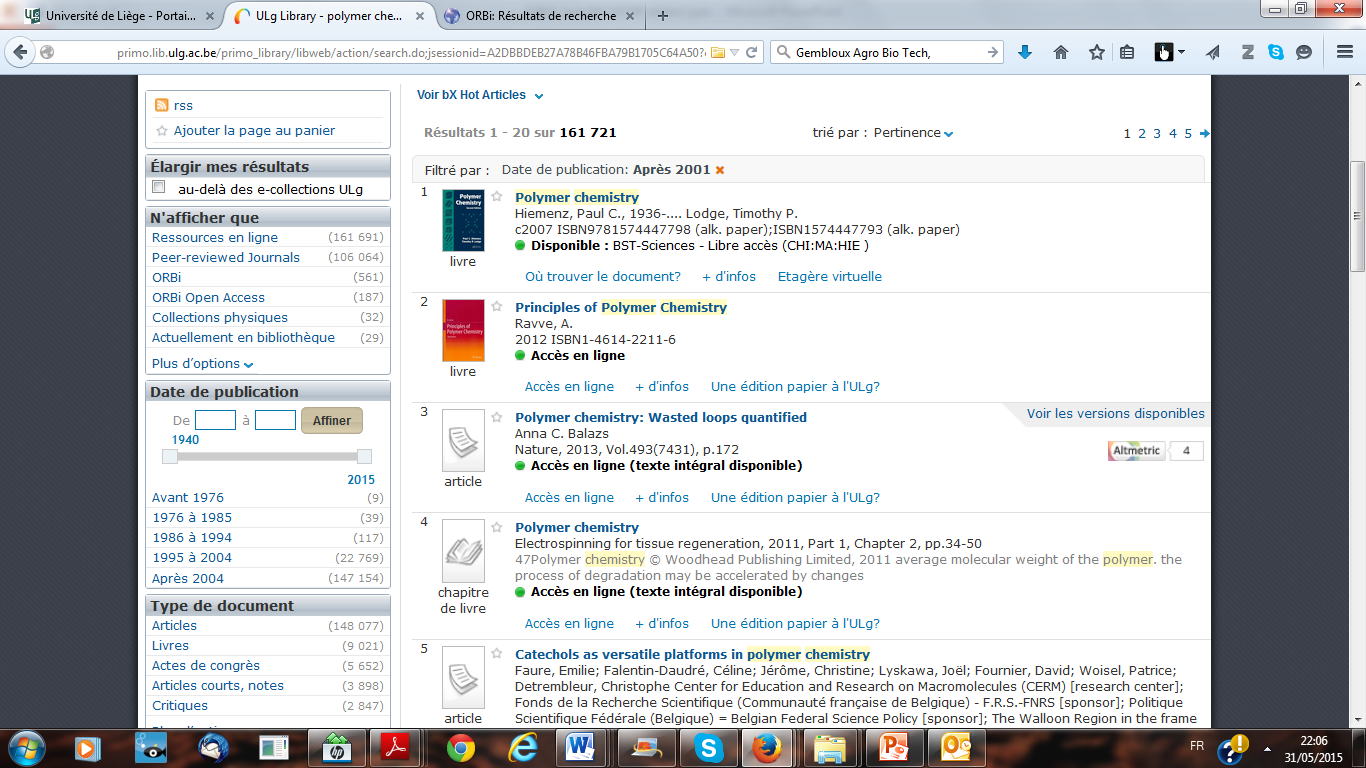 Université de Liège - Portai...
ULg Library - polymer che...
ORBi: Résultats de recherche
primo.lib.ulg.ac.be/primo_library/libweb/action/search.do;jsessionid=A2DBBDEB27A78B46FBA79B1705C64A50?
Gembloux Agro Bio Tech,
rss
Ajouter la page au panier
Élargir mes résultats
au-delà des e-collections ULg
N'afficher que
Ressources en ligne (161 691)
Peer-reviewed Journals (106 064)
ORBi (561)
ORBi Open Access (187)
Collections physiques (32)
Actuellement en bibliothèque (29)
Plus d'options
Date de publication
De à Affiner
1940
2015
Avant 1976 (9)
1976 à 1985 (39)
1986 à 1994 (117)
1995 à 2004 (22 769)
Après 2004 (147 154)
Type de document
Articles (148 077)
Livres (9 021)
Actes de congrès (5 652)
Articles courts, notes (3 898)
Critiques (2 847)
Voir bX Hot Articles
Résultats 1 - 20 sur 161 721 trié par : Pertinence 1 2 3 4 5
Filtré par : Date de publication: Après 2001
1
Polymer Chemistry
livre
Polymer chemistry
Hiemenz, Paul C., 1936-.... Lodge, Timothy P.
c2007 ISBN9781574447798 (alk. paper);ISBN1574447793 (alk. paper)
Disponible : BST-Sciences - Libre accès (CHI:MA:HIE )
Où trouver le document? + d'infos Etagère virtuelle
2
Principles of Polymer Chemistry
livre
Principles of Polymer Chemistry
Ravve, A.
2012 ISBN1-4614-2211-6
Accès en ligne
Accès en ligne + d'infos Une édition papier à l'ULg?
3
article
Polymer chemistry: Wasted loops quantified
Voir les versions disponibles
Anna C. Balazs
Nature, 2013, Vol.493(7431), p.172
Altmetric 4
Accès en ligne (texte intégral disponible)
Accès en ligne + d'infos Une édition papier à l'ULg?
4
chapitre
de livre
Polymer chemistry
Electrospinning for tissue regeneration, 2011, Part 1, Chapter 2, pp.34-50
47Polymer chemistry © Woodhead Publishing Limited, 2011 average molecular weight of the polymer. the
process of degradation may be accelerated by changes
Accès en ligne (texte intégral disponible)
Accès en ligne + d'infos Une édition papier à l'ULg?
5
article
Catechols as versatile platforms in polymer chemistry
Faure, Emilie; Falentin-Daudré, Céline; Jérôme, Christine; Lyskawa, Joël; Fournier, David; Woisel, Patrice;
Detrembleur, Christophe Center for Education and Research on Macromolecules (CERM) [research center];
Fonds de la Recherche Scientifique (Communauté française de Belgique) - F.R.S.-FNRS [sponsor]; Politique
Scientifique Fédérale (Belgique) = Belgian Federal Science Policy [sponsor]; The Walloon Region in the frame
FR
22:06
31/05/2015